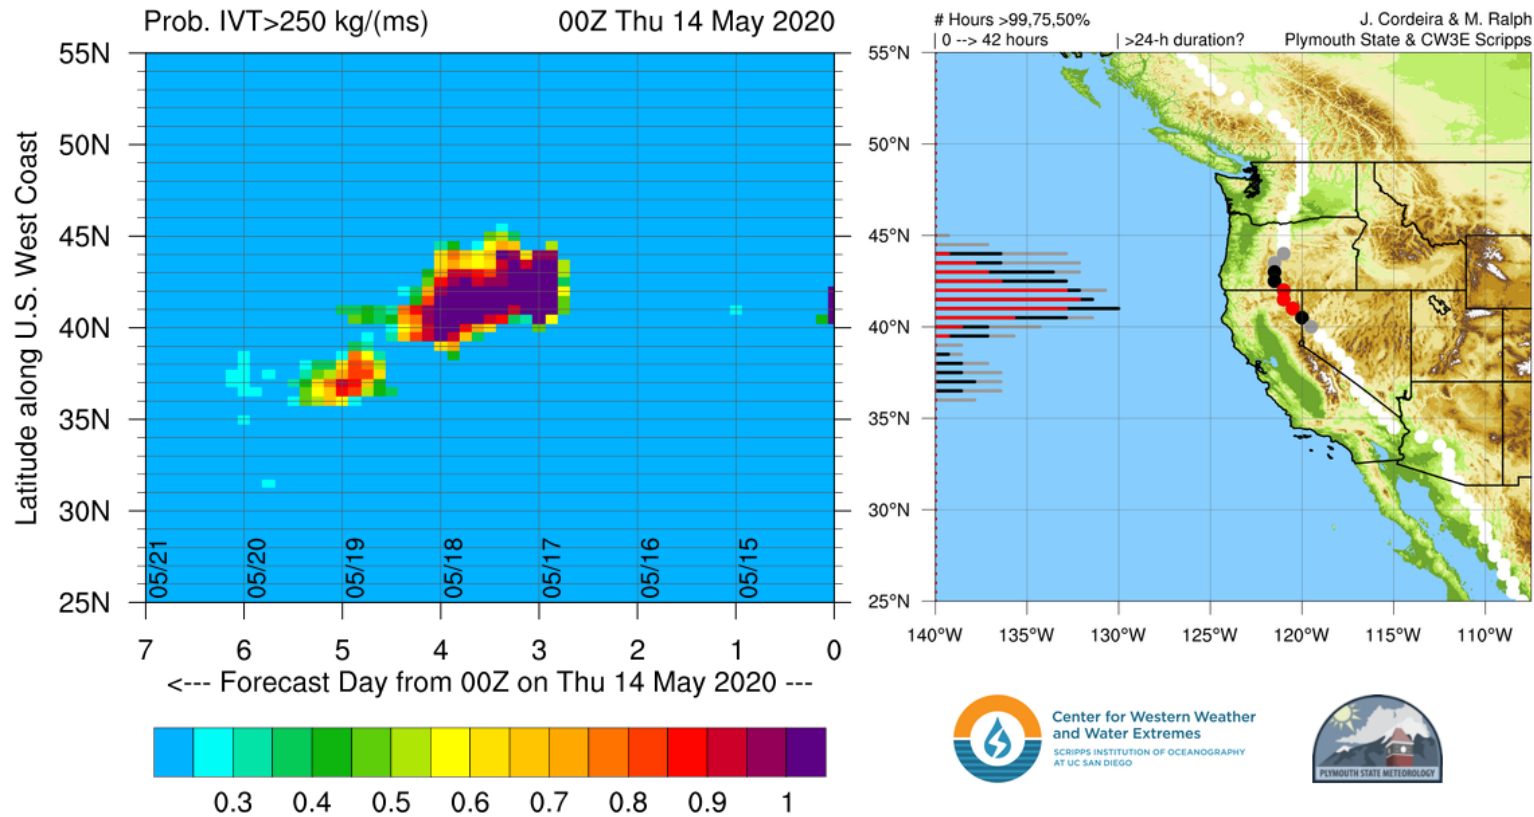 Prob. IVT>250 kg/(ms) 00Z Thu 14 May 2020
# Hours >99,75,50% J. Cordeira & M. Ralph
| 0 --> 42 hours | >24-h duration? Plymouth State & CW3E Scripps
Latitude along U.S. West Coast
55N
50N
45N
40N
35N
30N
25N
05/21 05/20 05/19 05/18 05/17 05/16 05/15
7 6 5 4 3 2 1 0
<--- Forecast Day from 00Z on Thu 14 May 2020 ---
0.3 0.4 0.5 0.6 0.7 0.8 0.9 1
55°N
50°N
45°N
40°N
35°N
30°N
25°N
140°W 135°W 130°W 125°W 120°W 115°W 110°W
Center for Western Weather
and Water Extremes
SCRIPPS INSTITUTION OF OCEANOGRAPHY
AT UC SAN DIEGO
PLYMOUTH STATE METEOROLOGY